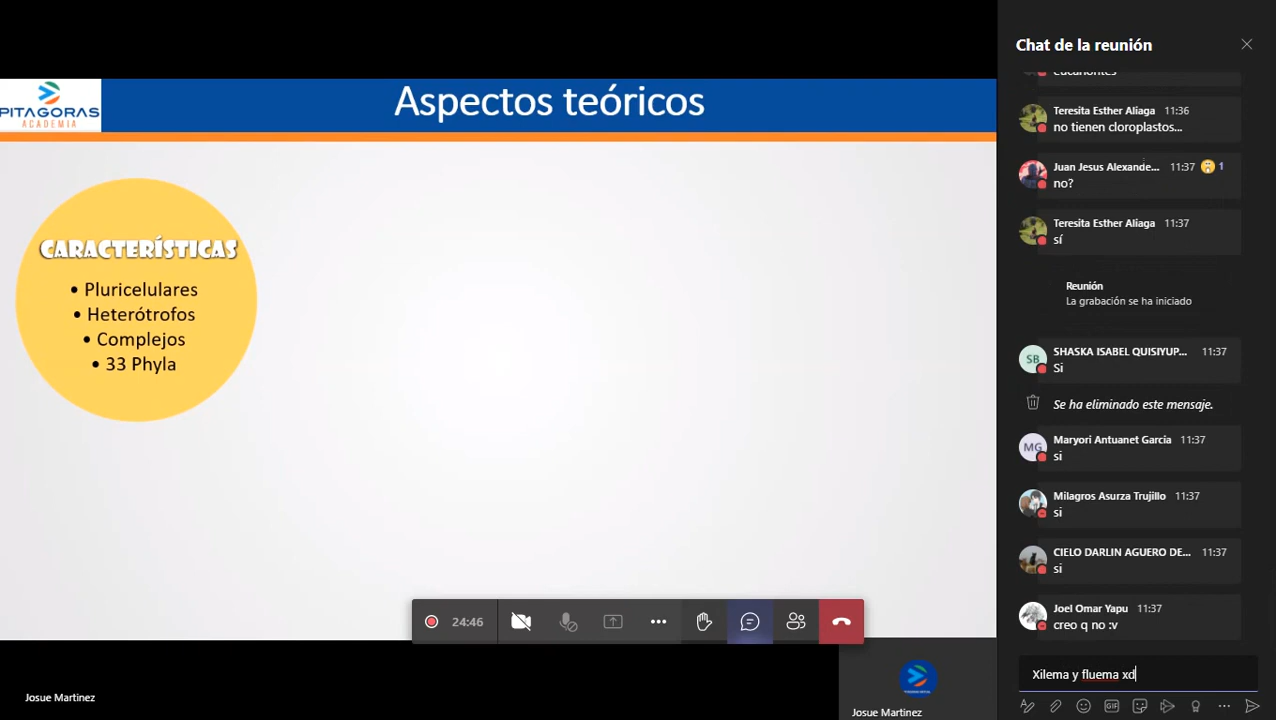 PITAGORAS
ACADEMIA
Aspectos teóricos
CARACTERÍSTICAS
• Pluricelulares
• Heterótrofos
• Complejos
• 33 Phyla
24:46
Josue Martinez
Josue Martinez
Chat de la reunión
Eucariontes
Teresita Esther Aliaga 11:36
no tienen cloroplastos...
Juan Jesus Alexande... 11:37 1
no?
Teresita Esther Aliaga 11:37
sí
Reunión
La grabación se ha iniciado
SB
SHASKA ISABEL QUISIYUP... 11:37
Si
Se ha eliminado este mensaje.
MG
Maryori Antuanet Garcia 11:37
si
Milagros Asurza Trujillo 11:37
si
CIELO DARLIN AGUERO DE... 11:37
si
Joel Omar Yapu 11:37
creo q no :v
Xilema y fluema xd
GIF